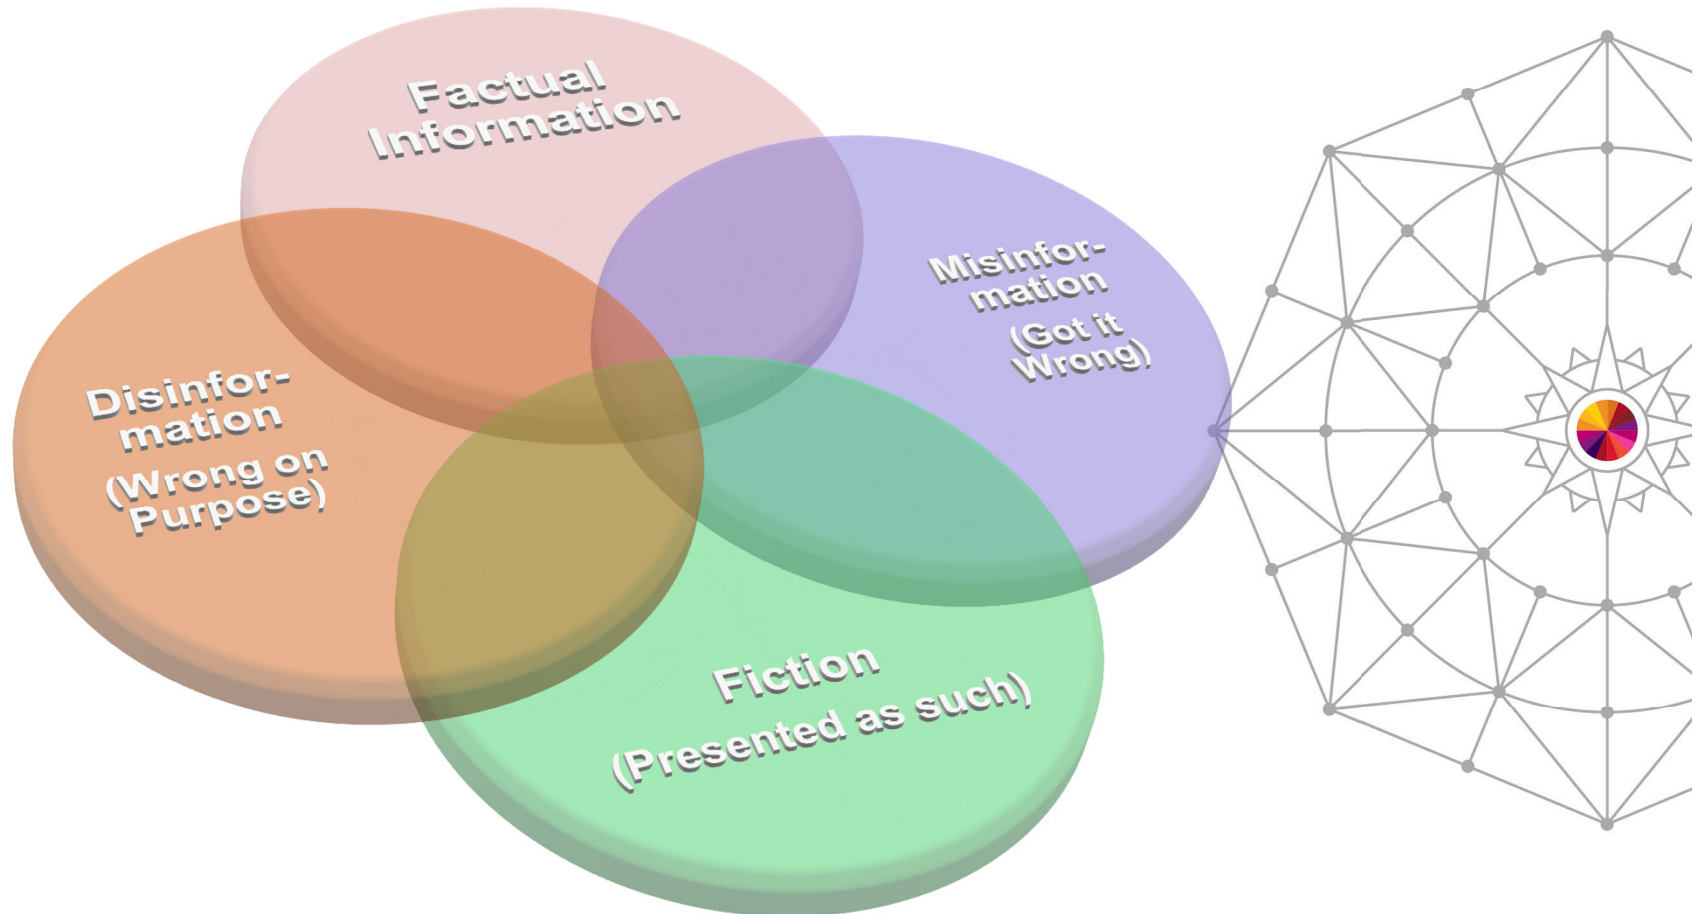 Factual
Information
Misinfor-
mation
(Got it
Wrong)
Disinfor-
mation
(Wrong on
Purpose)
Fiction
(Presented as such)